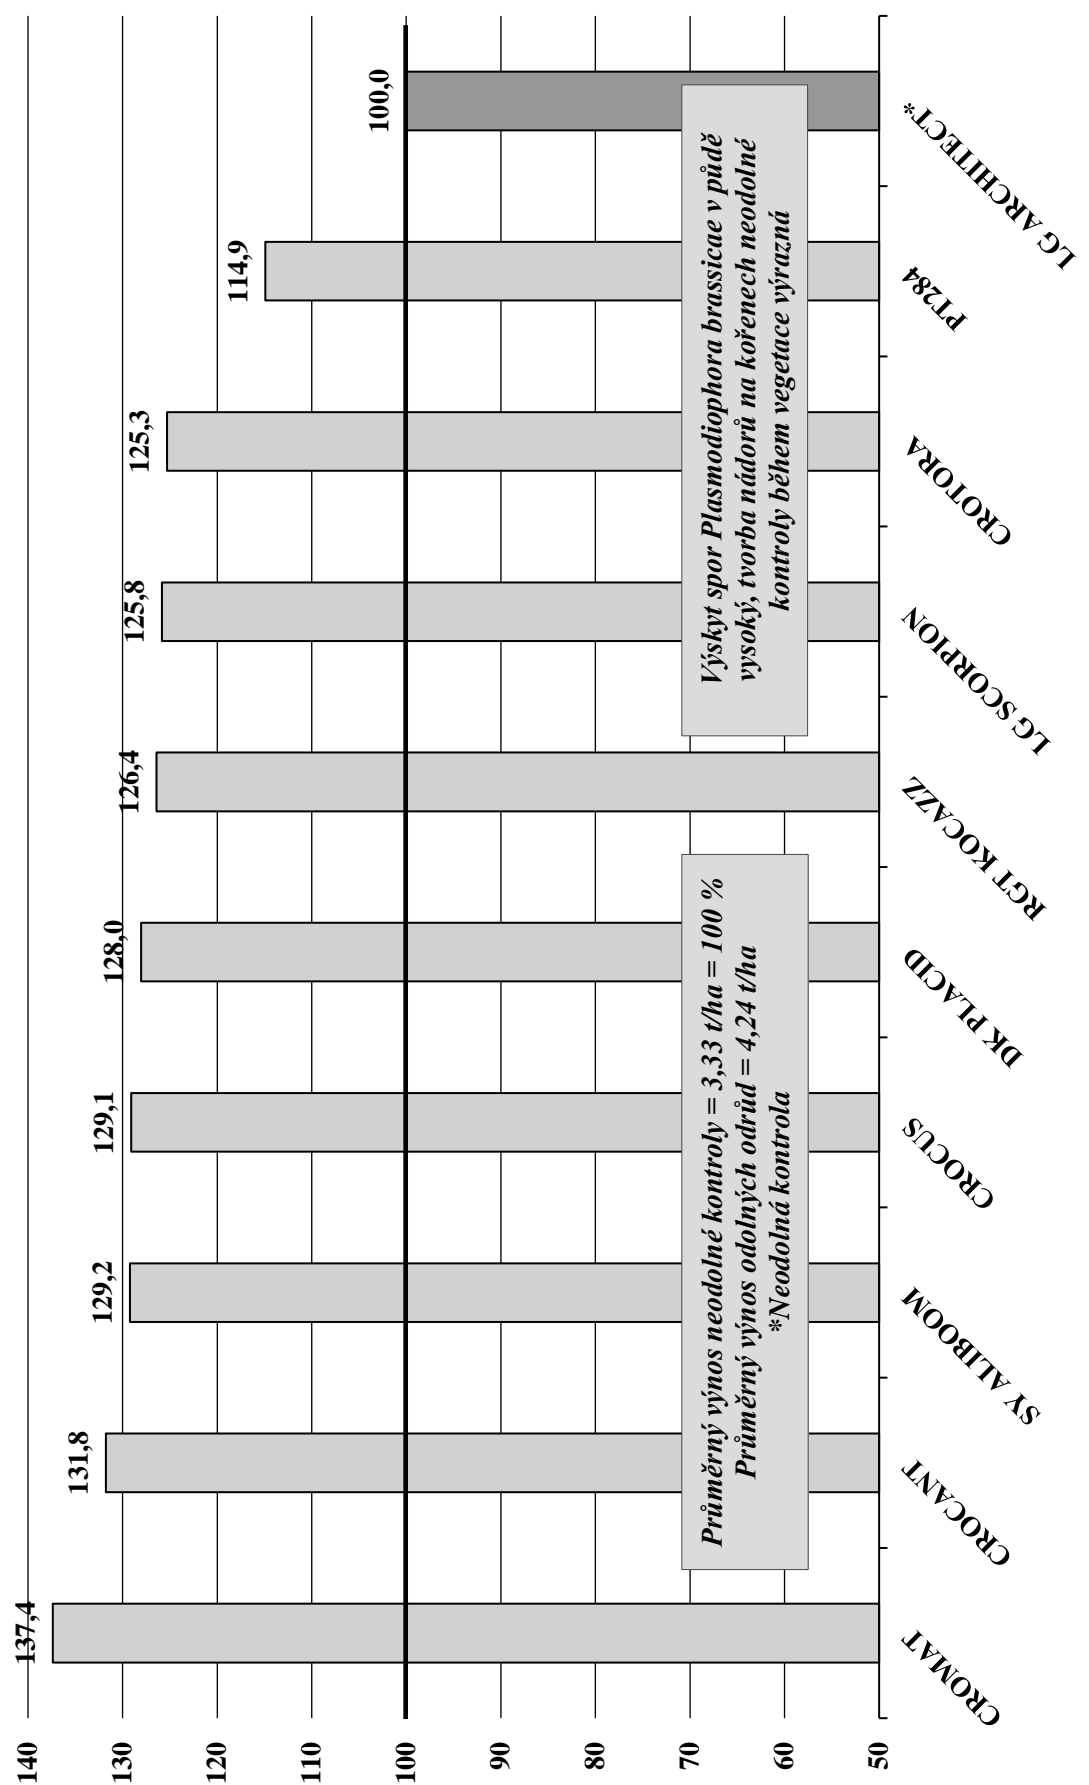 140
130
120
110
100
90
80
70
60
50
137,4
131,8
129,2
129,1
128,0
126,4
125,8
125,3
114,9
100,0
Průměrný výnos neodolné kontroly = 3,33 t/ha = 100 %
Průměrný výnos odolných odrůd = 4,24 t/ha
*Neodolná kontrola
Výskyt spor Plasmodiophora brassicae v půdě
vysoký, tvorba nádorů na kořenech neodolné
kontroly během vegetace výrazná
CROMAT
CROCANT
SY ALIBOOM
CROCUS
DK PLACID
RGT KOCAZZ
LG SCORPION
CROTORA
PT284
LG ARCHITECT*